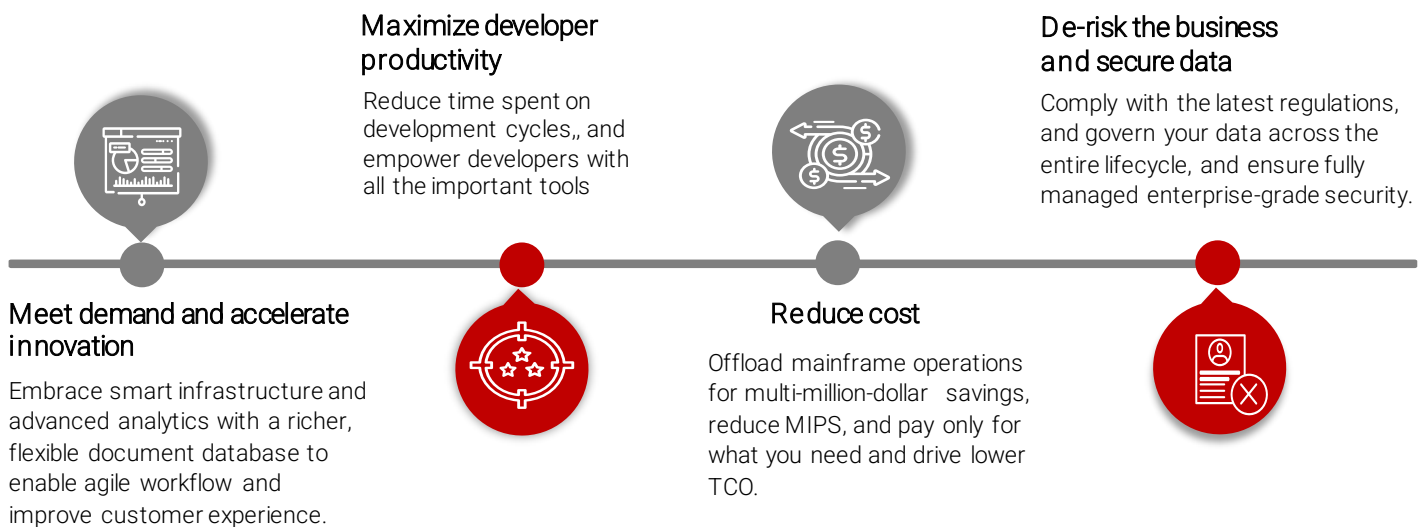 Maximize developer
productivity
Reduce time spent on
development cycles,, and
empower developers with
all the important tools
De-risk the business
and secure data
Comply with the latest regulations,
and govern your data across the
entire lifecycle, and ensure fully
managed enterprise-grade security.
Meet demand and accelerate
innovation
Embrace smart infrastructure and
advanced analytics with a richer,
flexible document database to
enable agile workflow and
improve customer experience.
Reduce cost
Offload mainframe operations
for multi-million-dollar savings,
reduce MIPS, and pay only for
what you need and drive lower
TCO.